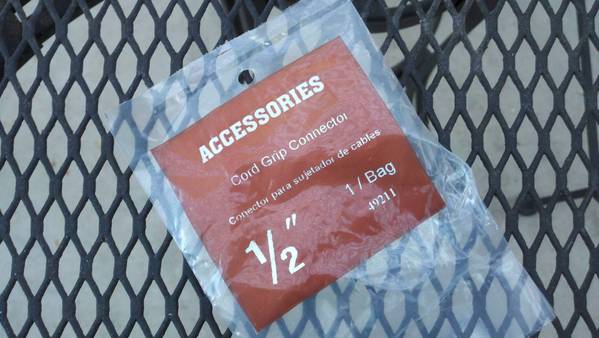 ACCESSORIES
Cord Grip Connector
Conector para sujetador de cables
1/2" 1 / Bag
49211